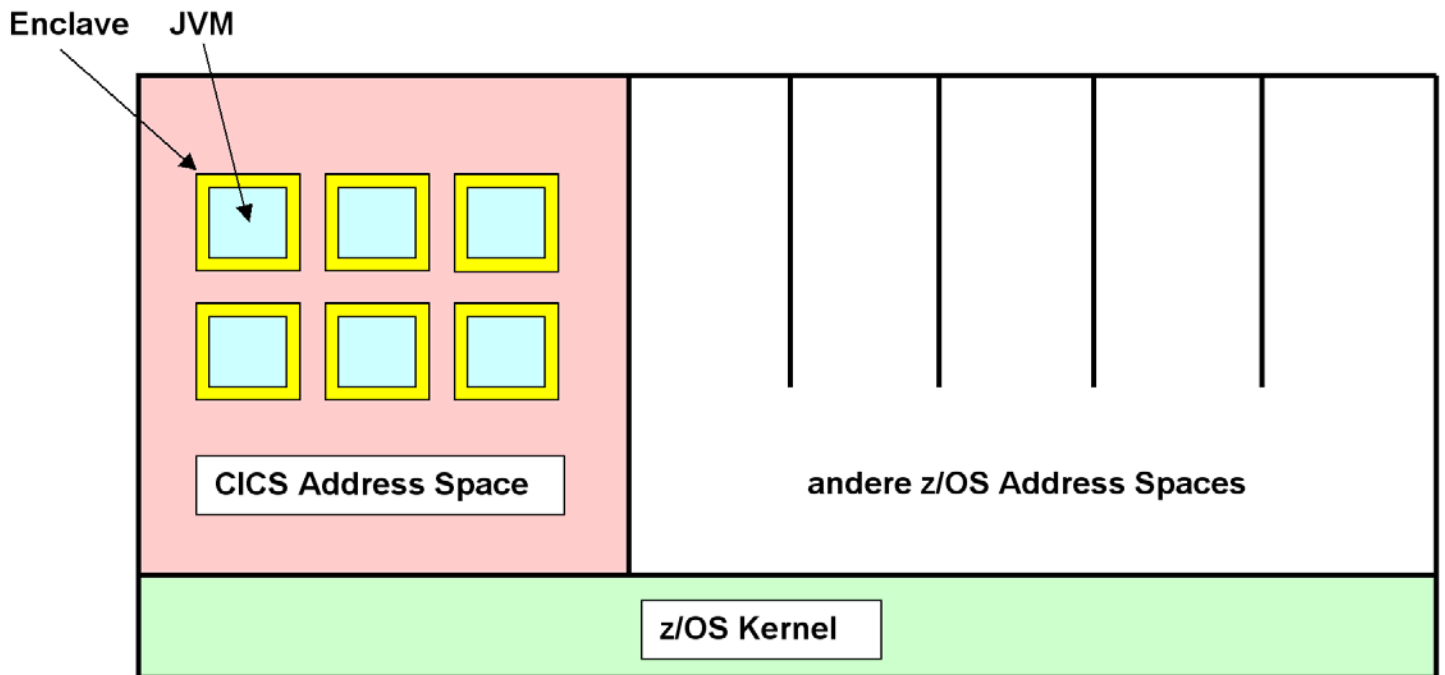 Enclave JVM
CICS Address Space
andere z/OS Address Spaces
z/OS Kernel